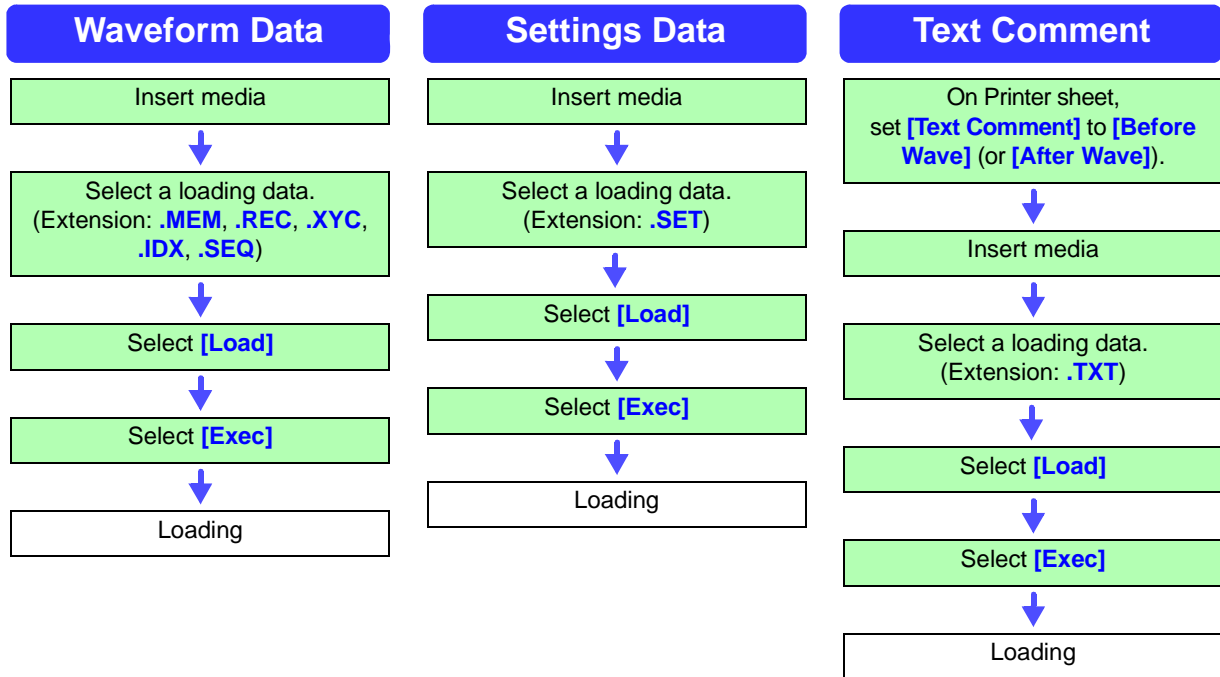 Waveform Data
Insert media
Select a loading data.
(Extension: .MEM, .REC, .XYC,
.IDX, .SEQ)
Select [Load]
Select [Exec]
Loading
Settings Data
Insert media
Select a loading data.
(Extension: .SET)
Select [Load]
Select [Exec]
Loading
Text Comment
On Printer sheet,
set [Text Comment] to [Before
Wave] (or [After Wave]).
Insert media
Select a loading data.
(Extension: .TXT)
Select [Load]
Select [Exec]
Loading